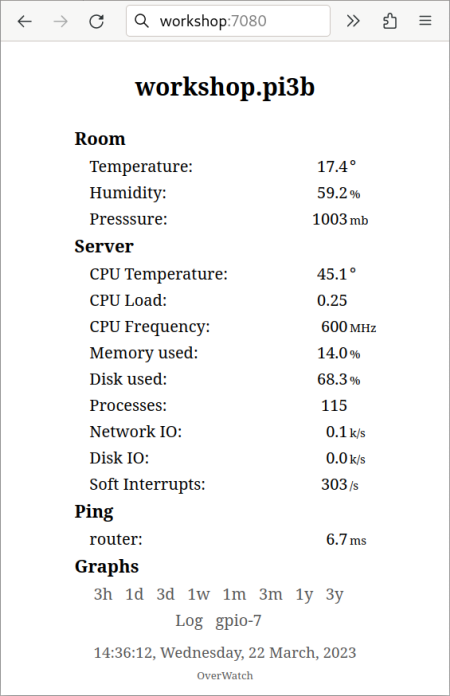 workshop:7080
workshop.pi3b
Room
Temperature: 17.4°
Humidity: 59.2 %
Presssure: 1003 mb
Server
CPU Temperature: 45.1°
CPU Load: 0.25
CPU Frequency: 600 MHz
Memory used: 14.0 %
Disk used: 68.3 %
Processes: 115
Network IO: 0.1 k/s
Disk IO: 0.0 k/s
Soft Interrupts: 303 /s
Ping
router: 6.7 ms
Graphs
3h 1d 3d 1w 1m 3m 1y 3y
Log gpio-7
14:36:12, Wednesday, 22 March, 2023
OverWatch